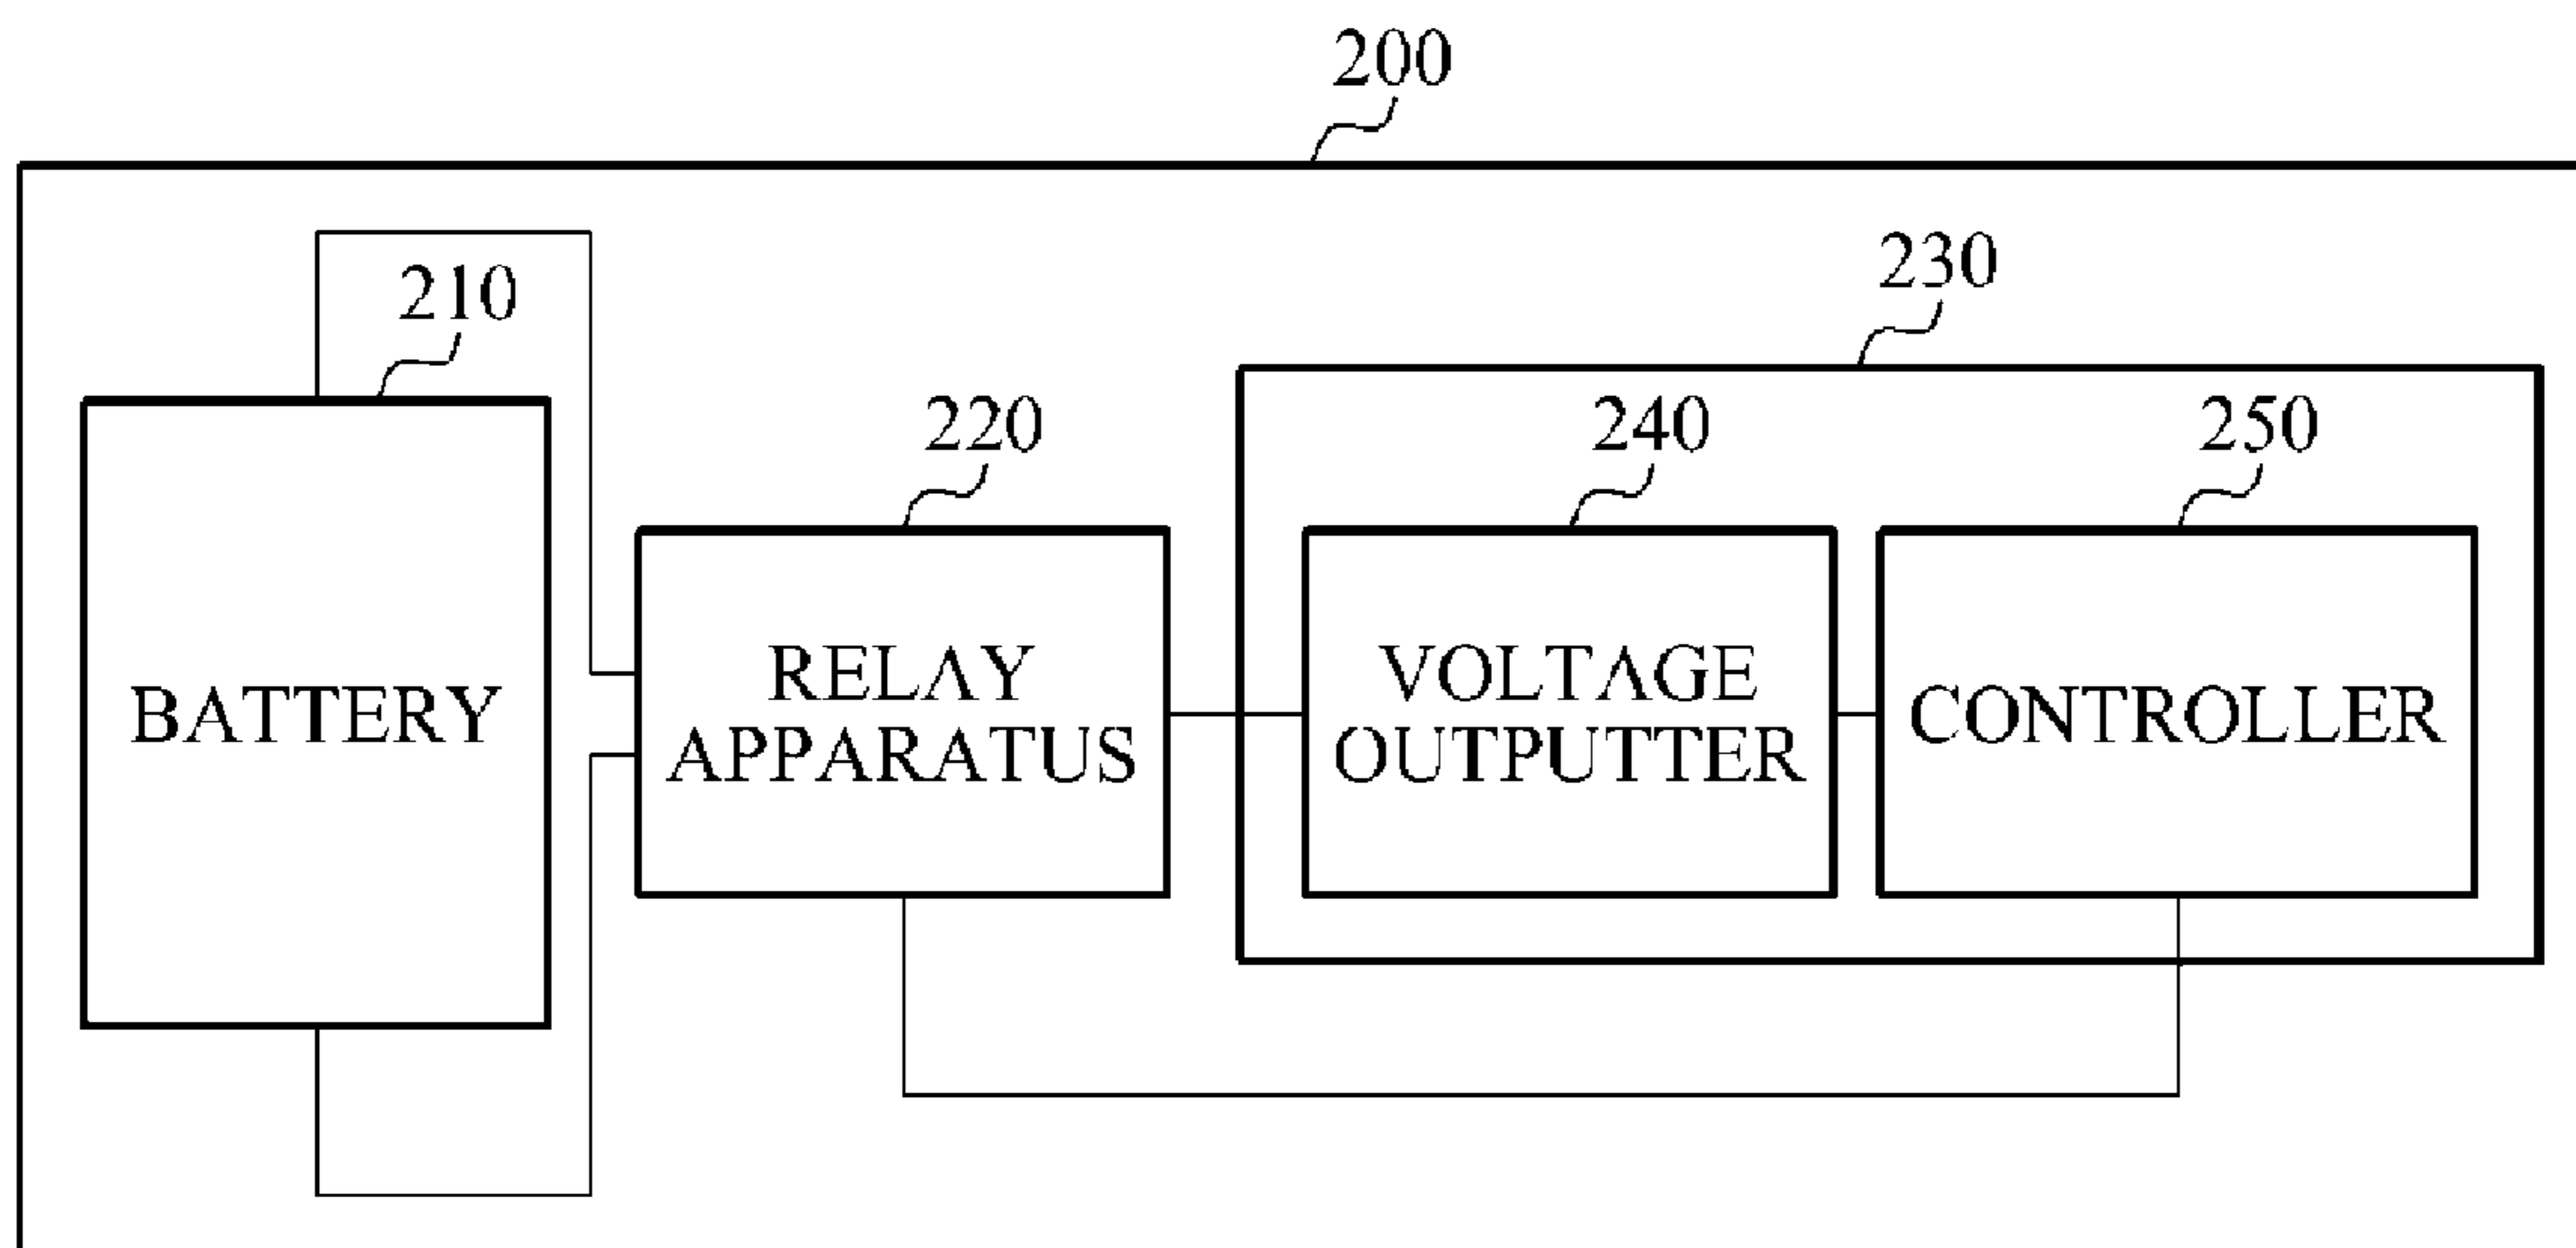 200
210
230
220
240
250
BATTERY
RELAY
APPARATUS
VOLTAGE
OUTPUTTER
CONTROLLER